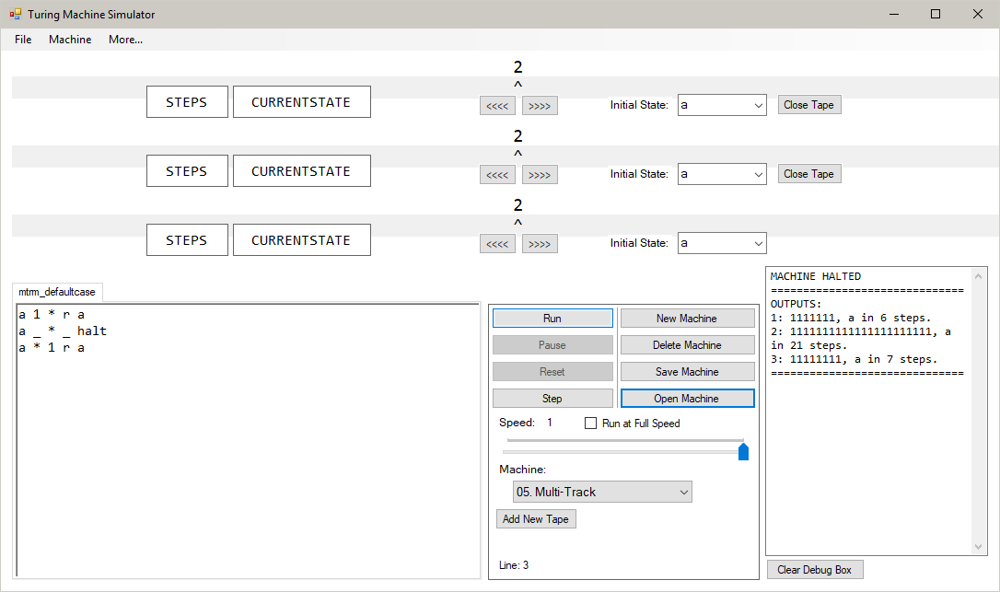 Turing Machine Simulator
File Machine More...
2
^
STEPS CURRENTSTATE <<<< >>>> Initial State: a Close Tape
2
^
STEPS CURRENTSTATE <<<< >>>> Initial State: a Close Tape
2
^
STEPS CURRENTSTATE <<<< >>>> Initial State: a
mtrm_defaultcase
a 1 * r a
a _ * _ halt
a * 1 r a
Run New Machine
Pause Delete Machine
Reset Save Machine
Step Open Machine
Speed: 1 Run at Full Speed
Machine:
05. Multi-Track
Add New Tape
Line: 3
MACHINE HALTED
==============================
OUTPUTS:
1: 1111111, a in 6 steps.
2: 1111111111111111111111, a
in 21 steps.
3: 11111111, a in 7 steps.
==============================
Clear Debug Box